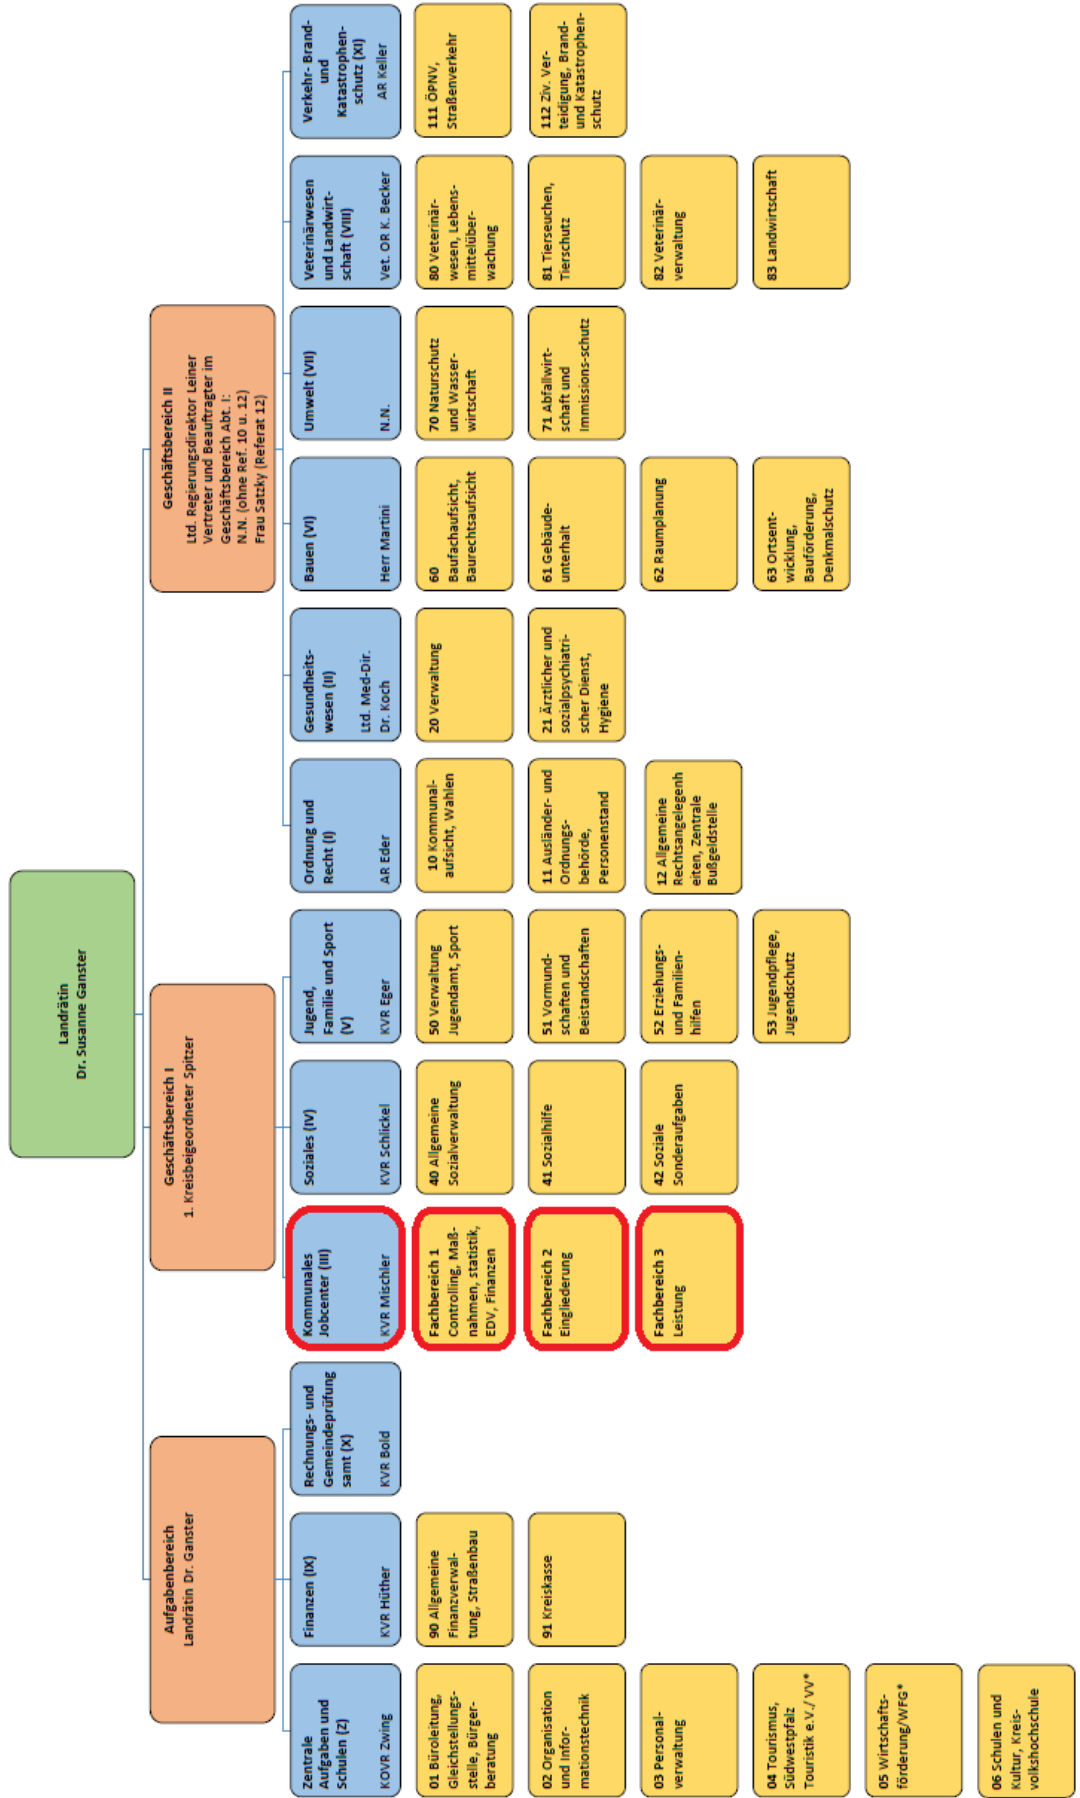 Landrätin
Dr. Susanne Ganster
Aufgabenbereich
Landrätin Dr. Ganster
Geschäftsbereich I
1. Kreisbeigeordneter Spitzer
Geschäftsbereich II
Ltd. Regierungsdirektor Leiner
Vertreter und Beauftragter im
Geschäftsbereich Abt. I:
N.N. (ohne Ref. 10 u. 12)
Frau Satzky (Referat 12)
Zentrale
Aufgaben und
Schulen (Z)
KOVR Zwing
Finanzen (IX)
KVR Hüther
Rechnungs- und
Gemeindeprüfung
samt (X)
KVR Bold
Kommunales
Jobcenter (III)
KVR Mischler
Soziales (IV)
KVR Schlickel
Jugend,
Familie und Sport
(V)
KVR Eger
Ordnung und
Recht (I)
AR Eder
Gesundheits-
wesen (II)
Ltd. Med-Dir.
Dr. Koch
Bauen (VI)
Herr Martini
Umwelt (VII)
N.N.
Veterinärwesen
und Landwirt-
schaft (VIII)
Vet. OR K. Becker
Verkehr- Brand-
und
Katastrophen-
schutz (XI)
AR Keller
01 Büroleitung,
Gleichstellungs-
stelle, Bürger-
beratung
90 Allgemeine
Finanzverwal-
tung, Straßenbau
Fachbereich 1
Controlling, Maß-
nahmen, statistik,
EDV, Finanzen
40 Allgemeine
Sozialverwaltung
50 Verwaltung
Jugendamt, Sport
10 Kommunal-
aufsicht, Wahlen
20 Verwaltung
60
Baufachaufsicht,
Baurechtsaufsicht
70 Naturschutz
und Wasser-
wirtschaft
80 Veterinär-
wesen, Lebens-
mittelüber-
wachung
111 ÖPNV,
Straßenverkehr
02 Organisation
und Infor-
mationstechnik
91 Kreiskasse
Fachbereich 2
Eingliederung
41 Sozialhilfe
51 Vormund-
schaften und
Beistandschaften
11 Ausländer- und
Ordnungs-
behörde,
Personenstand
21 Ärztlicher und
sozialpsychiatri-
scher Dienst,
Hygiene
61 Gebäude-
unterhalt
71 Abfallwirt-
schaft und
Immissions-schutz
81 Tierseuchen,
Tierschutz
112 Ziv. Ver-
teidigung, Brand-
und Katastrophen-
schutz
03 Personal-
verwaltung
Fachbereich 3
Leistung
42 Soziale
Sonderaufgaben
52 Erziehungs-
und Familien-
hilfen
12 Allgemeine
Rechtsangelegenh
eiten, Zentrale
Bußgeldstelle
62 Raumplanung
82 Veterinär-
verwaltung
04 Tourismus,
Südwestpfalz
Touristik e.V./ VV*
53 Jugendpflege,
Jugendschutz
63 Ortsent-
wicklung,
Bauförderung,
Denkmalschutz
83 Landwirtschaft
05 Wirtschafts-
förderung/WFG*
06 Schulen und
Kultur, Kreis-
volkshochschule